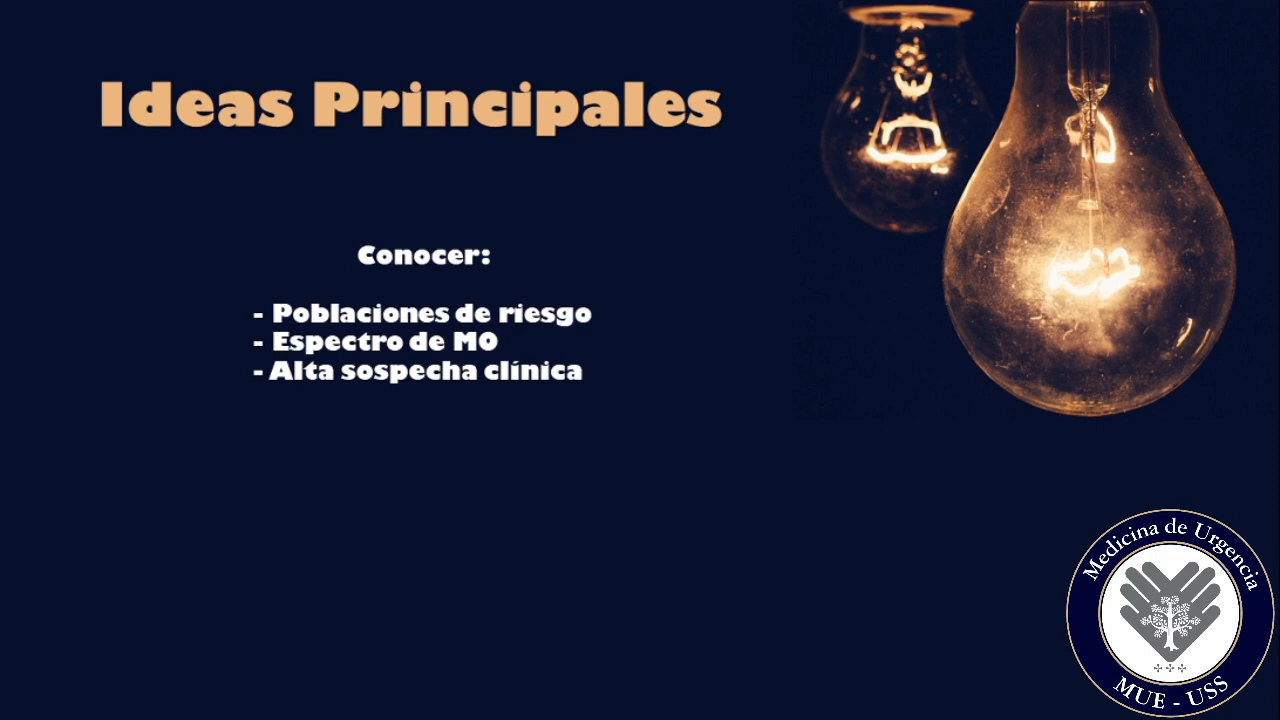 Ideas Principales
Conocer:
- Poblaciones de riesgo
- Espectro de MO
- Alta sospecha clínica
Medicina de Urgencia
MUE - USS